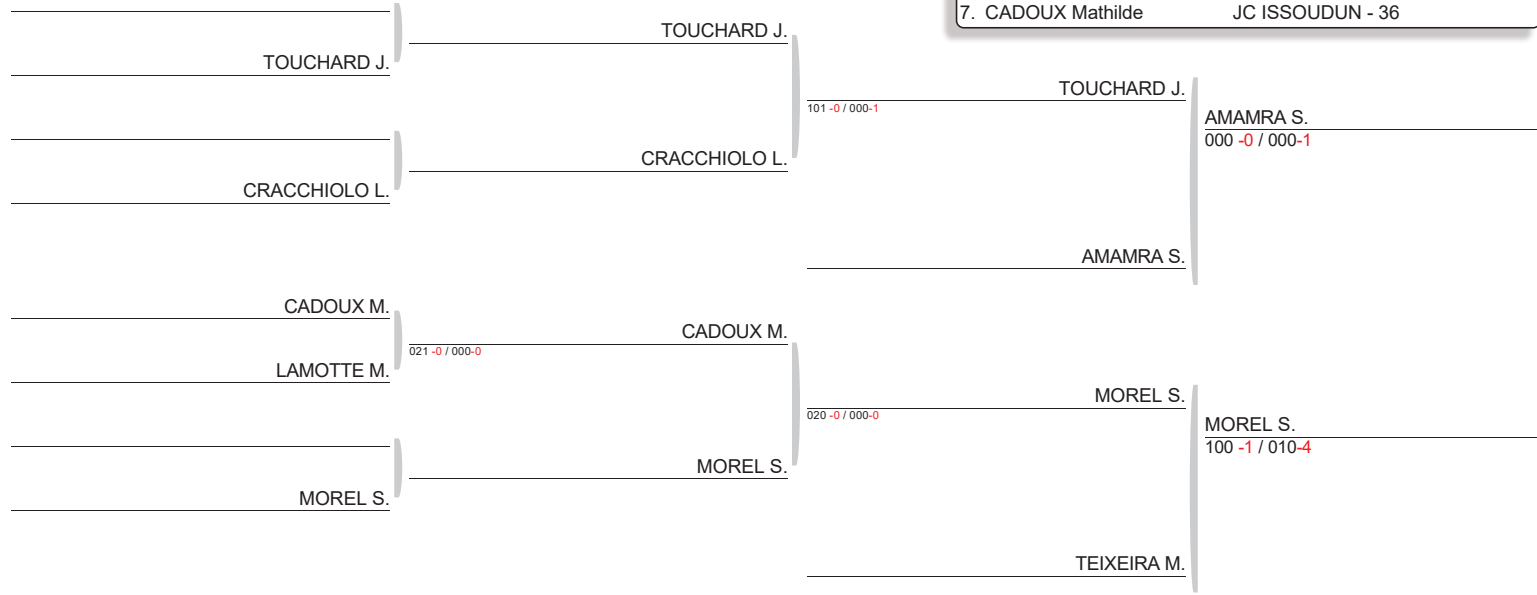 7. CADOUX Mathilde JC ISSOUDUN - 36
TOUCHARD J.
TOUCHARD J.
TOUCHARD J.
101 -0 / 000-1
AMAMRA S.
000 -0 / 000-1
CRACCHIOLO L.
CRACCHIOLO L.
AMAMRA S.
CADOUX M.
CADOUX M.
021 -0 / 000-0
LAMOTTE M.
MOREL S.
020 -0 / 000-0
MOREL S.
100 -1 / 010-4
MOREL S.
MOREL S.
TEIXEIRA M.